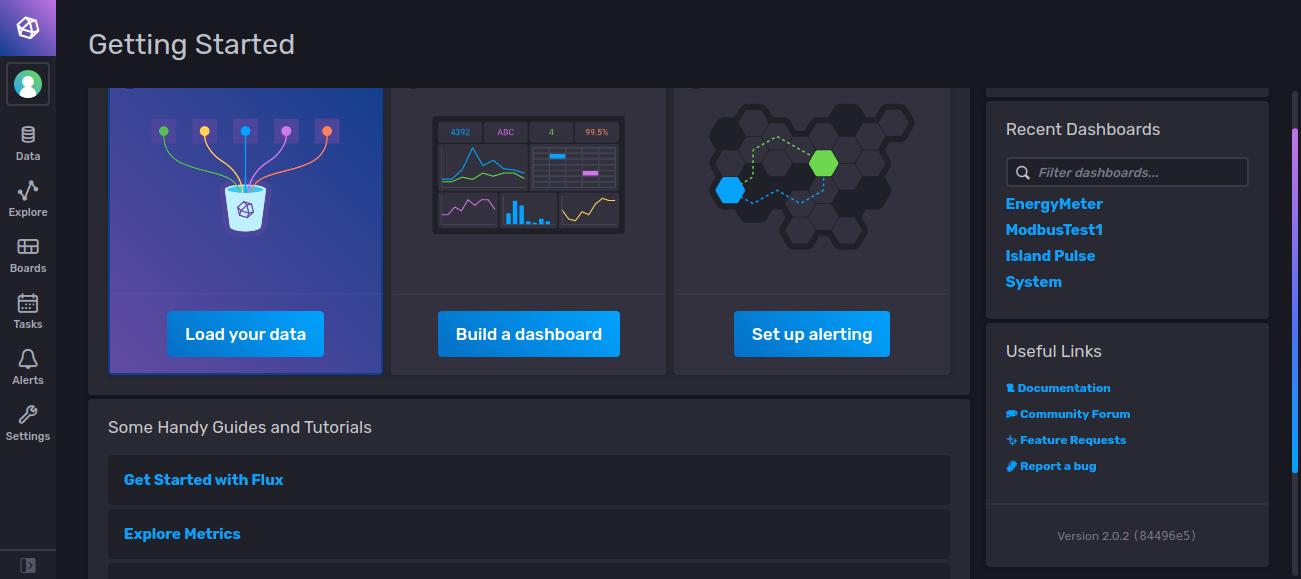 Getting Started
Data
Explore
Boards
Tasks
Alerts
Settings
4392
ABC
4
99.5%
Load your data
Build a dashboard
Set up alerting
Some Handy Guides and Tutorials
Get Started with Flux
Explore Metrics
Recent Dashboards
Filter dashboards...
EnergyMeter
ModbusTest1
Island Pulse
System
Useful Links
Documentation
Community Forum
Feature Requests
Report a bug
Version 2.0.2 (84496e5)